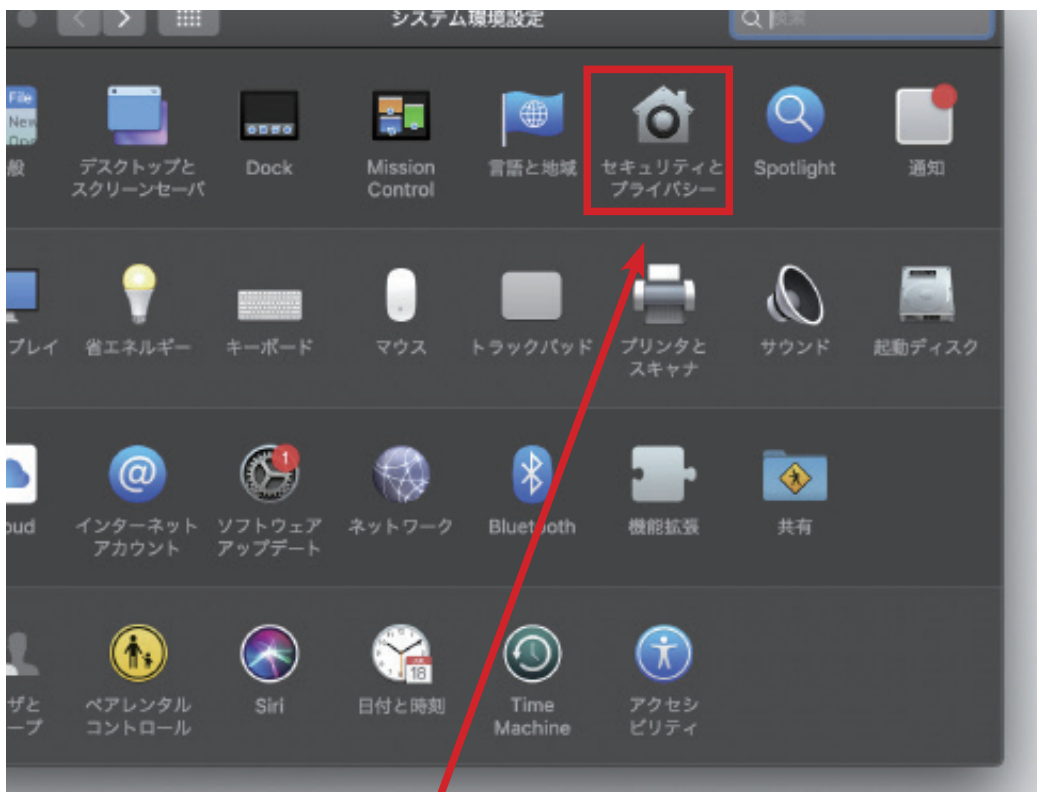 システム環境設定
検索
File
New
般
デスクトップと
スクリーンセーバ
Dock
Mission
Control
言語と地域
セキュリティと
プライバシー
Spotlight
通知
プレイ
省エネルギー
キーボード
マウス
トラックパッド
プリンタと
スキャナ
サウンド
起動ディスク
oud
インターネット
アカウント
1
ソフトウェア
アップデート
ネットワーク
Bluetooth
機能拡張
共有
ザと
ープ
ペアレンタル
コントロール
Siri
18
日付と時刻
Time
Machine
アクセシ
ビリティ